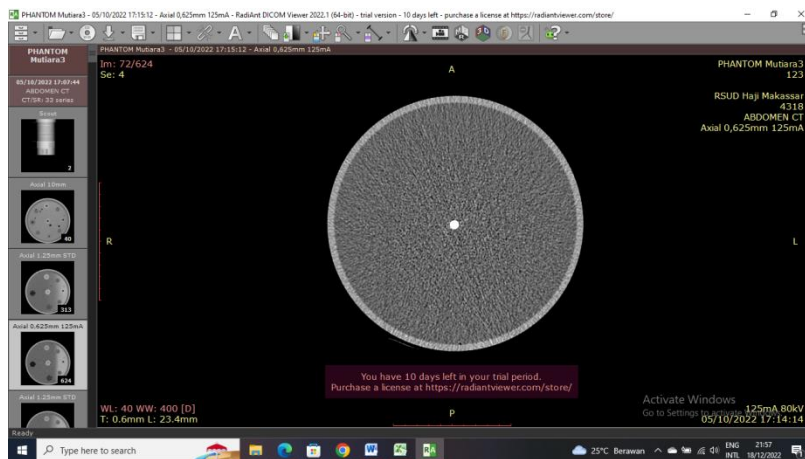 PHANTOM Mutiara3 - 05/10/2022 17:15:12 - Axial 0,625mm 125mA - RadiAnt DICOM Viewer 2022.1 (64-bit) - trial version - 10 days left - purchase a license at https://radiantviewer.com/store/
PHANTOM Mutiara3
05/10/2022 17:07:44
ABDOMEN CT
CT/SR: 33 series
Scout
2
Axial 10mm
40
Axial 1.25mm STD
313
Axial 0,625mm 125mA
624
Axial 1.25mm STD
PHANTOM Mutiara3 - 05/10/2022 17:15:12 - Axial 0,625mm 125mA
Im: 72/624
Se: 4
A
PHANTOM Mutiara3
123
RSUD Haji Makassar
4318
ABDOMEN CT
Axial 0,625mm 125mA
R
L
You have 10 days left in your trial period.
Purchase a license at https://radiantviewer.com/store/
WL: 40 WW: 400 [D]
T: 0.6mm L: 23.4mm
P
Activate Windows
Go to Settings to activate
125mA 80kV
05/10/2022 17:14:14
Ready
Type here to search
25°C Berawan
ENG
INTL
21:57
18/12/2022